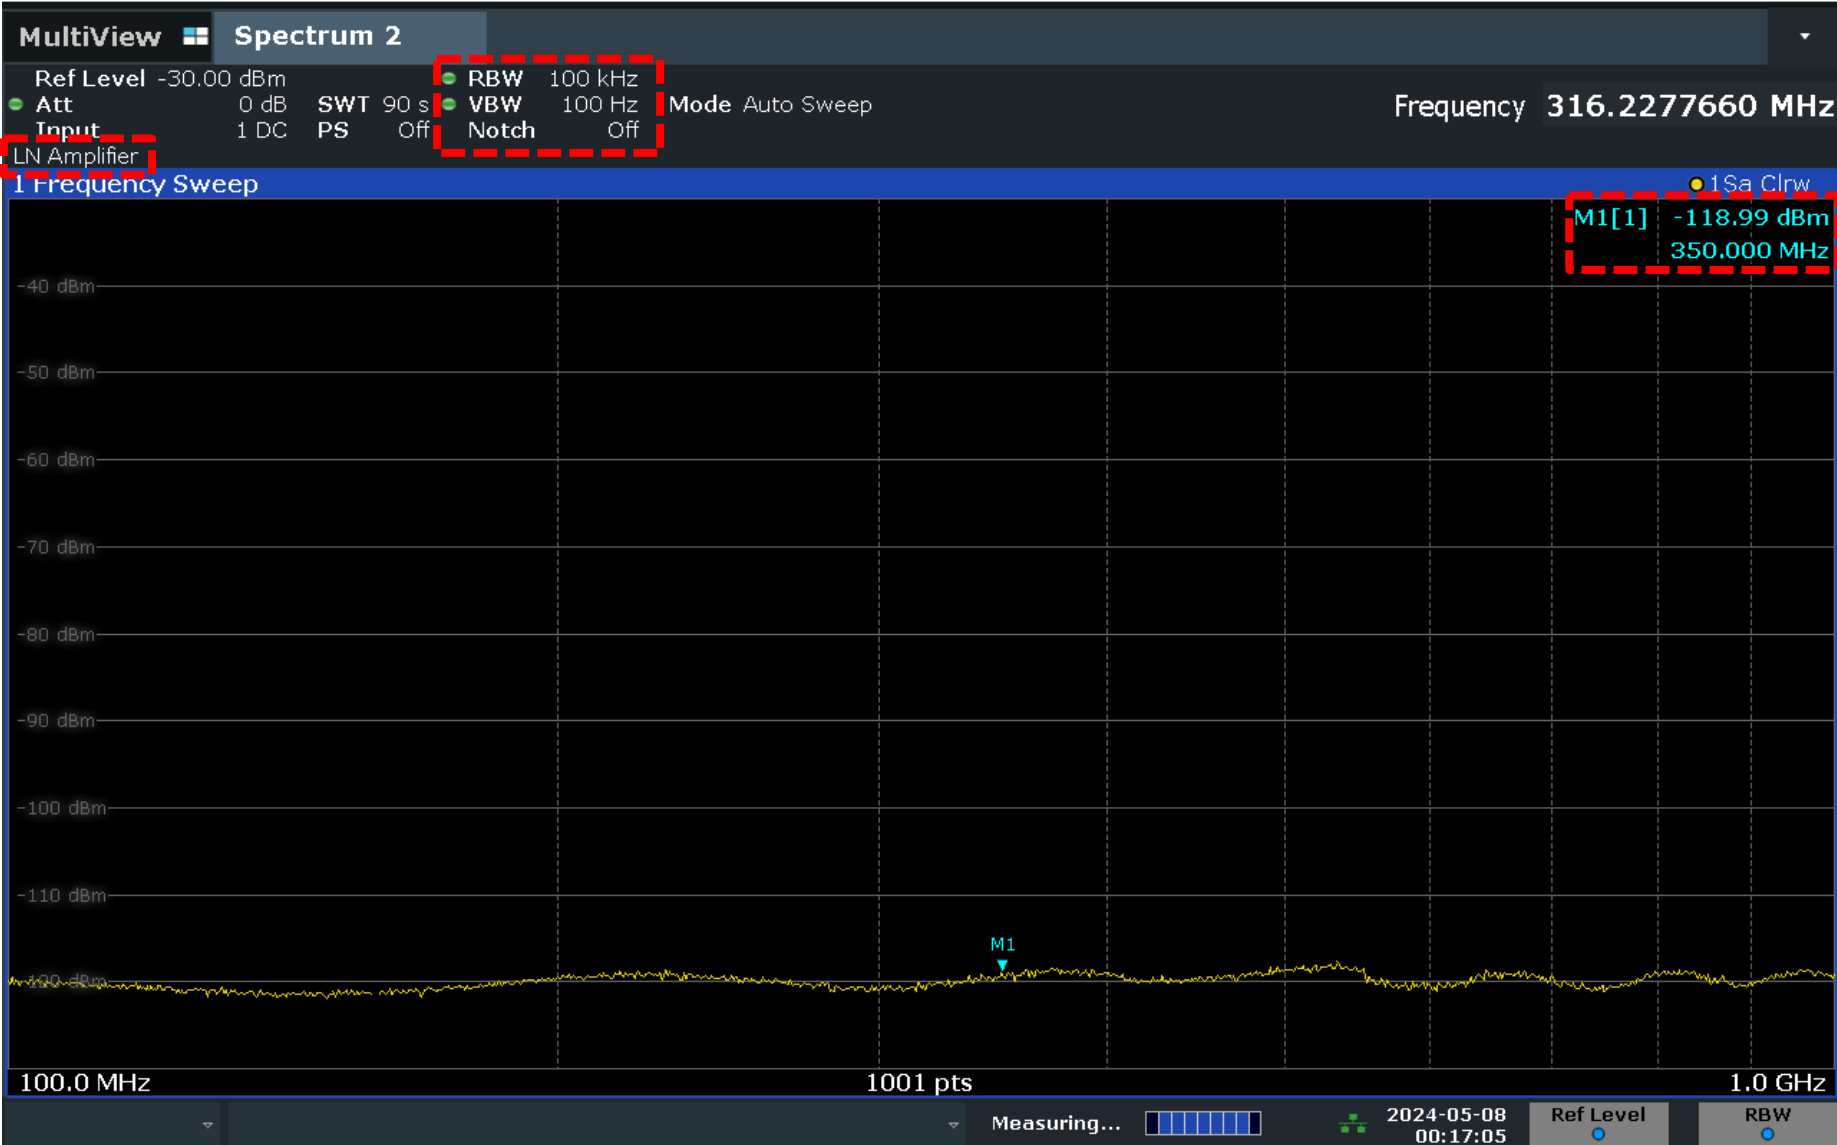 MultiView Spectrum 2
Ref Level -30.00 dBm RBW 100 kHz
Att 0 dB SWT 90 s VBW 100 Hz Mode Auto Sweep Frequency 316.2277660 MHz
Input 1 DC PS Off Notch Off
LN Amplifier
1 Frequency Sweep 1Sa Clrw
M1[1] -118.99 dBm
350.000 MHz
-40 dBm
-50 dBm
-60 dBm
-70 dBm
-80 dBm
-90 dBm
-100 dBm
-110 dBm
M1
-120 dBm
100.0 MHz 1001 pts 1.0 GHz
Measuring... 2024-05-08 Ref Level RBW
00:17:05